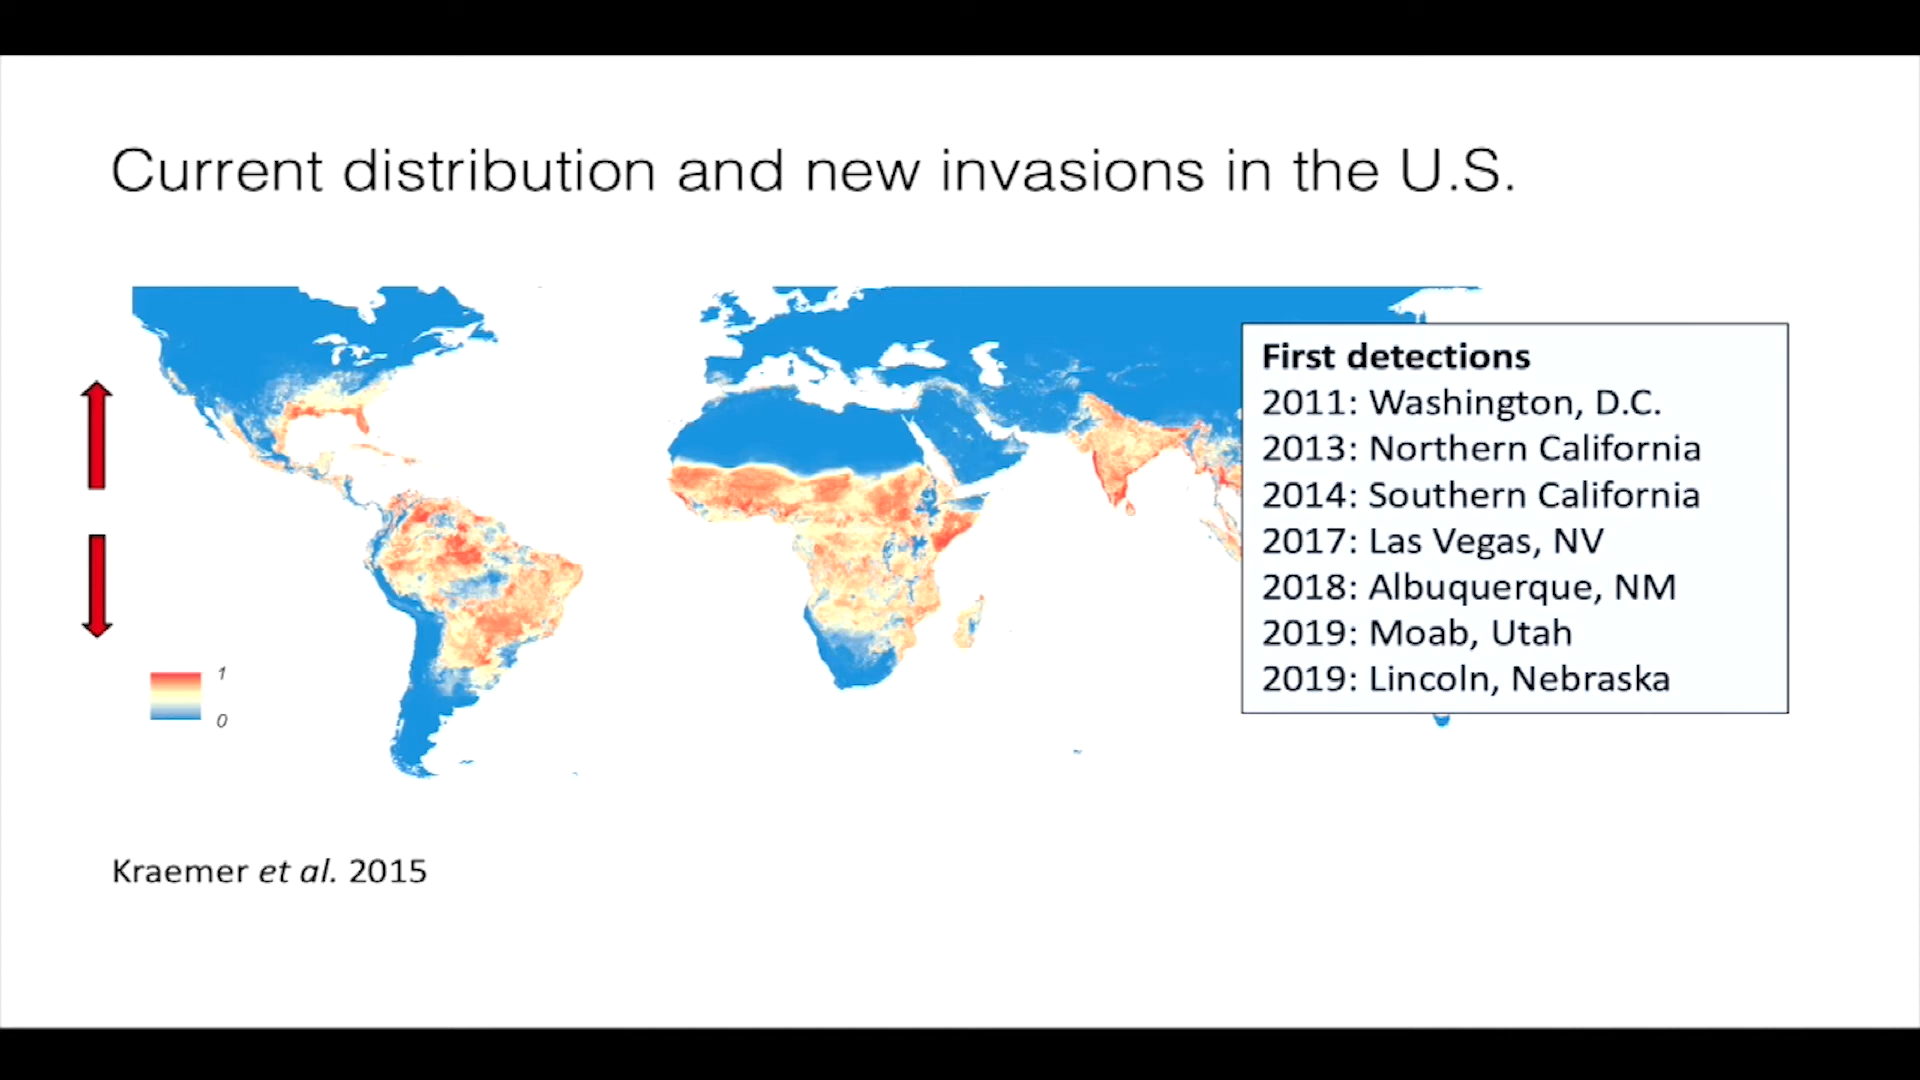 Current distribution and new invasions in the U.S.
First detections
2011: Washington, D.C.
2013: Northern California
2014: Southern California
2017: Las Vegas, NV
2018: Albuquerque, NM
2019: Moab, Utah
2019: Lincoln, Nebraska
1
0
Kraemer et al. 2015